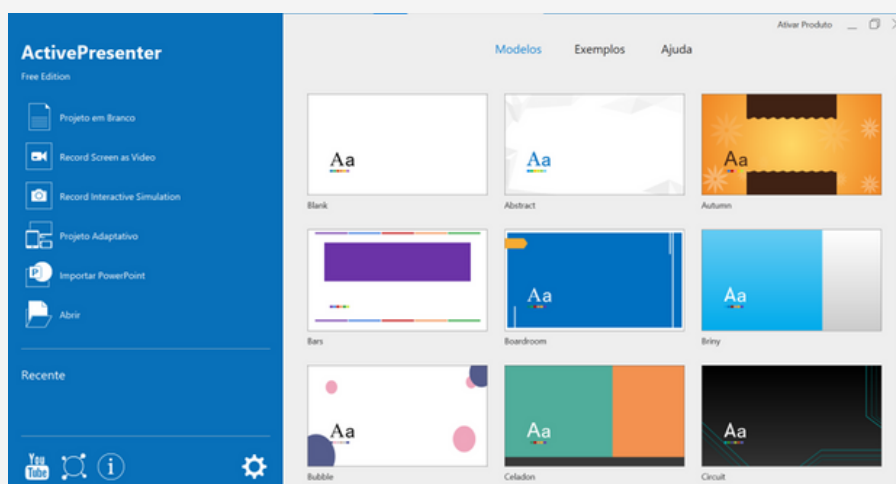 Ativar Produto
ActivePresenter
Free Edition
Projeto em Branco
Record Screen as Video
Record Interactive Simulation
Projeto Adaptativo
Importar PowerPoint
Abrir
Recente
You
Tube
Modelos Exemplos Ajuda
Aa
Blank
Aa
Abstract
Aa
Autumn
Bars
Aa
Boardroom
Aa
Briny
Aa
Bubble
Aa
Celadon
Aa
Circuit